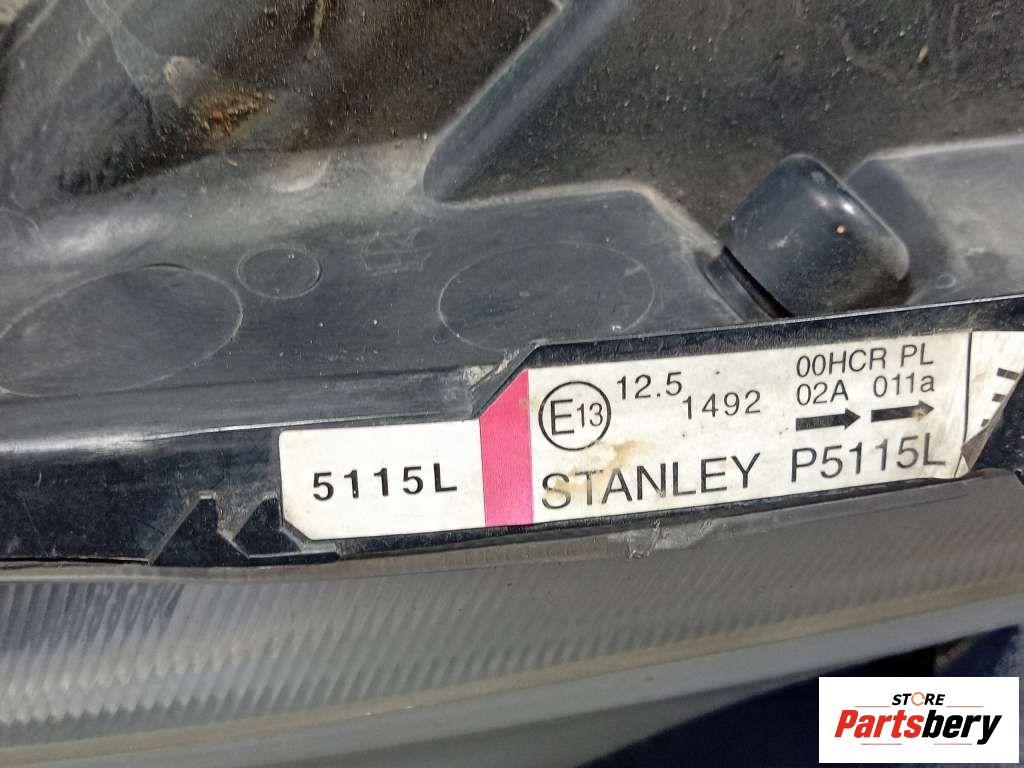 5115L
E13 12.5 1492
00HCR PL
02A 011a
STANLEY P5115L
STORE
Partsbery